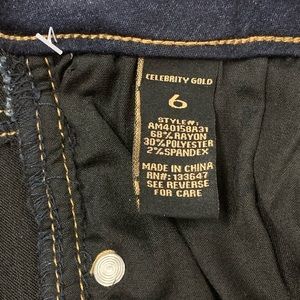 CELEBRITY GOLD
6
STYLE#:
AM40158A31
68% RAYON
30% POLYESTER
2% SPANDEX
MADE IN CHINA
RN#: 133647
SEE REVERSE
FOR CARE